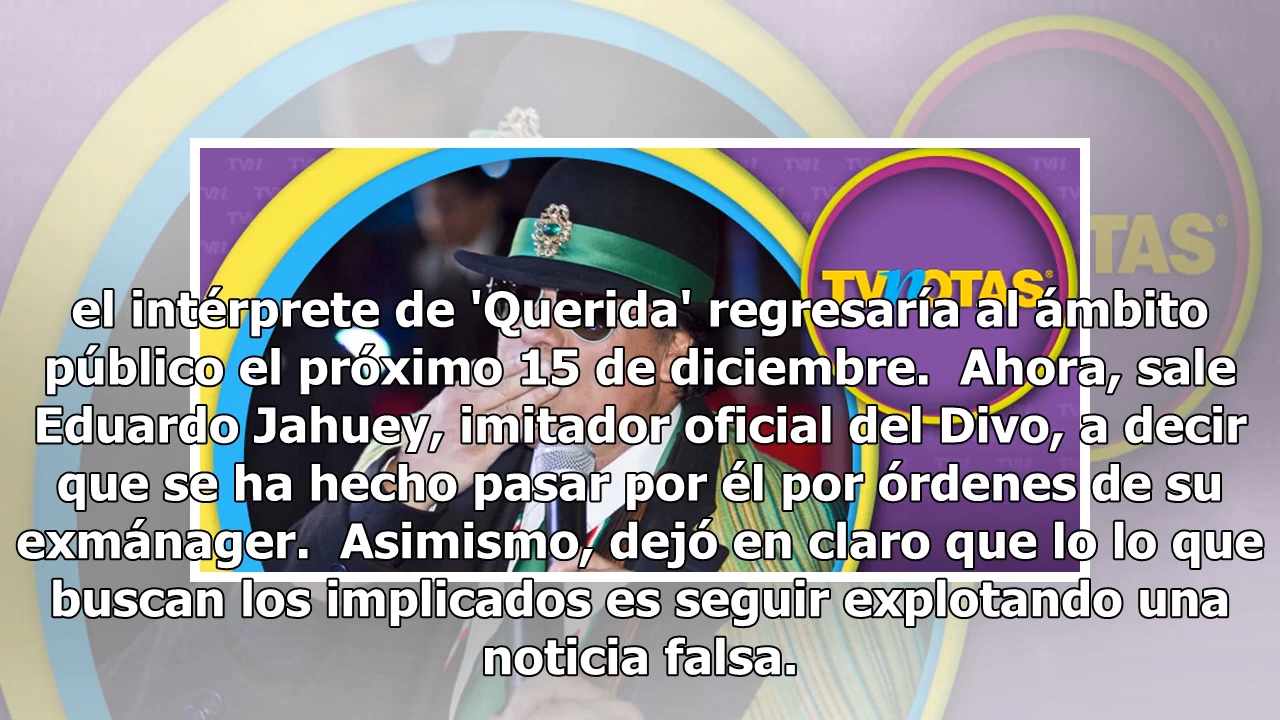 TVNOTAS®
TAS®
el intérprete de 'Querida' regresaría al ámbito
público el próximo 15 de diciembre.  Ahora, sale
Eduardo Jahuey, imitador oficial del Divo, a decir
que se ha hecho pasar por él por órdenes de su
exmánager.  Asimismo, dejó en claro que lo lo que
buscan los implicados es seguir explotando una
noticia falsa.